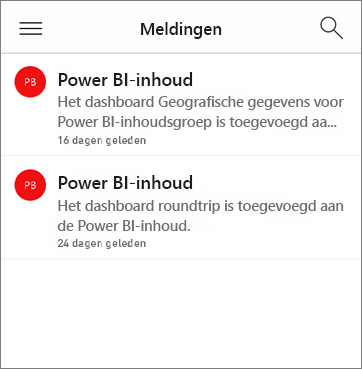 Meldingen
PB
Power BI-inhoud
Het dashboard Geografische gegevens voor
Power BI-inhoudsgroep is toegevoegd aa...
16 dagen geleden
PB
Power BI-inhoud
Het dashboard roundtrip is toegevoegd aan
de Power BI-inhoud.
24 dagen geleden